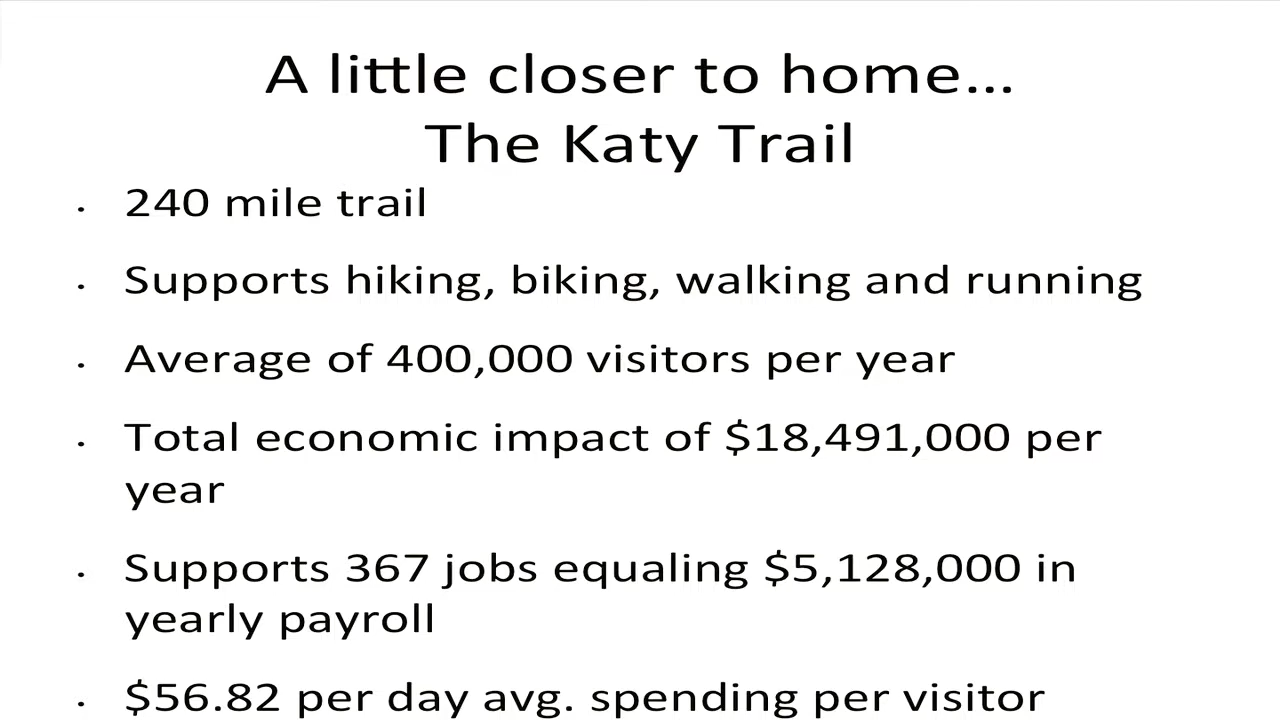 A little closer to home...
The Katy Trail
· 240 mile trail
· Supports hiking, biking, walking and running
· Average of 400,000 visitors per year
· Total economic impact of $18,491,000 per
year
· Supports 367 jobs equaling $5,128,000 in
yearly payroll
· $56.82 per day avg. spending per visitor